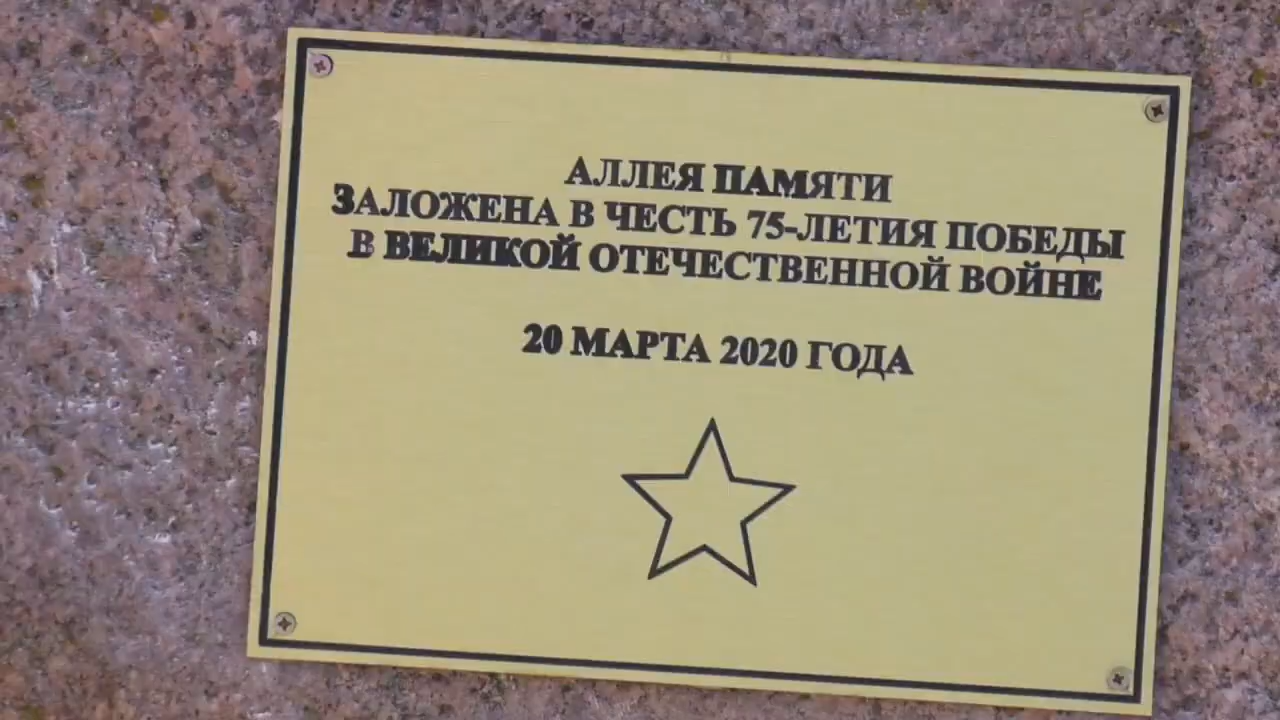 АЛЛЕЯ ПАМЯТИ
ЗАЛОЖЕНА В ЧЕСТЬ 75-ЛЕТИЯ ПОБЕДЫ
В ВЕЛИКОЙ ОТЕЧЕСТВЕННОЙ ВОЙНЕ
20 МАРТА 2020 ГОДА